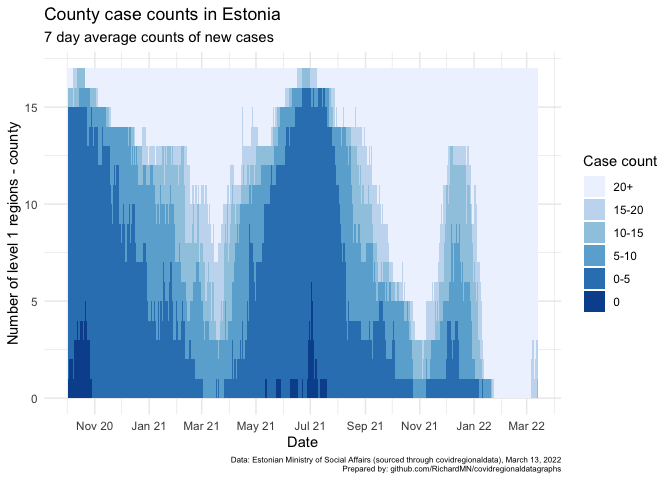 County case counts in Estonia
7 day average counts of new cases
Number of level 1 regions - county
15
10
5
0
Nov 20 Jan 21 Mar 21 May 21 Jul 21 Sep 21 Nov 21 Jan 22 Mar 22
Date
Case count
20+
15-20
10-15
5-10
0-5
0
Data: Estonian Ministry of Social Affairs (sourced through covidregionaldata), March 13, 2022
Prepared by: github.com/RichardMN/covidregionaldatagraphs